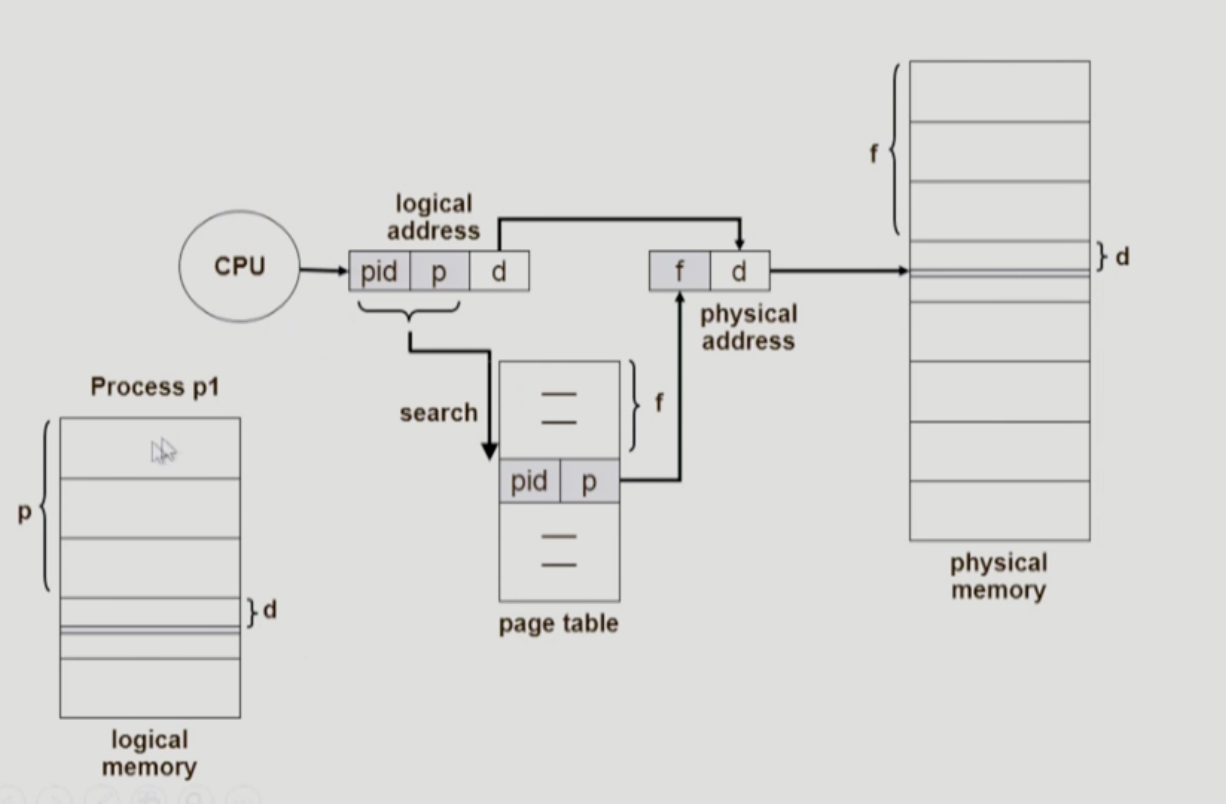 logical
address
CPU
pid p d
f d
physical
address
f
d
Process p1
search
f
pid p
p
d
page table
physical
memory
logical
memory